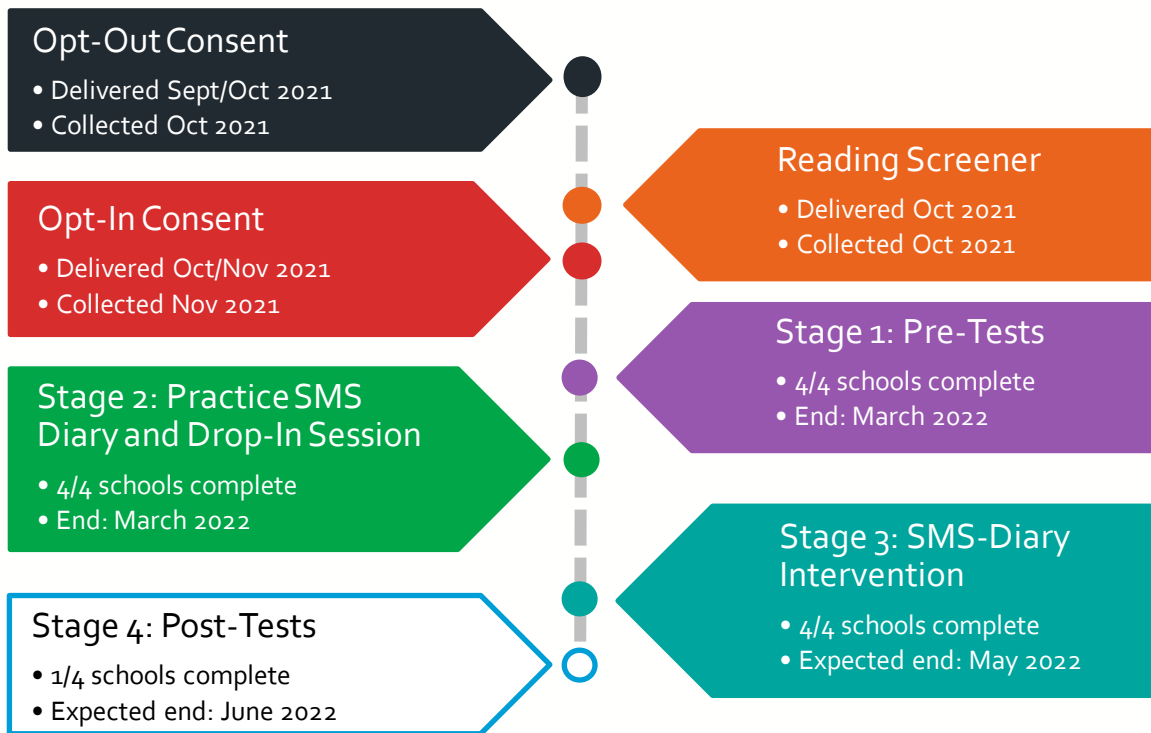 Opt-Out Consent
• Delivered Sept/Oct 2021
• Collected Oct 2021
Reading Screener
• Delivered Oct 2021
• Collected Oct 2021
Opt-In Consent
• Delivered Oct/Nov 2021
• Collected Nov 2021
Stage 1: Pre-Tests
• 4/4 schools complete
• End: March 2022
Stage 2: Practice SMS
Diary and Drop-In Session
• 4/4 schools complete
• End: March 2022
Stage 3: SMS-Diary
Intervention
• 4/4 schools complete
• Expected end: May 2022
Stage 4: Post-Tests
• 1/4 schools complete
• Expected end: June 2022